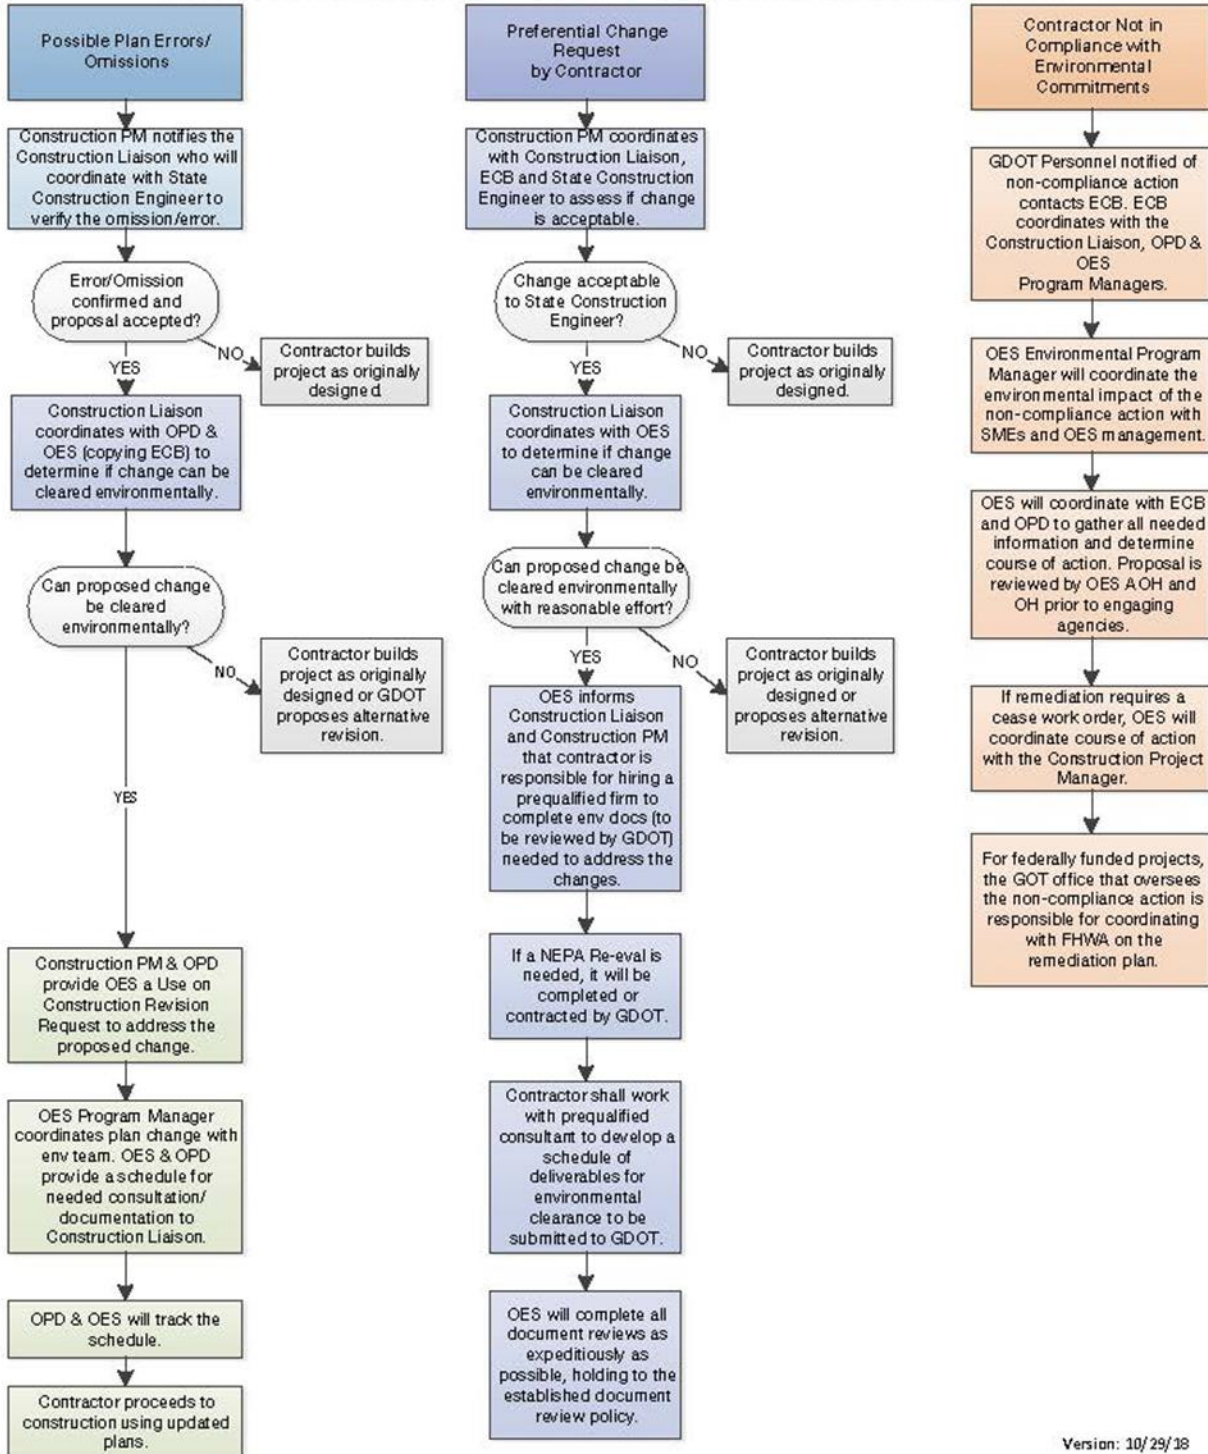 Possible Plan Errors/
Omissions
Construction PM notifies the
Construction Liaison who will
coordinate with State
Construction Engineer to
verify the omission/error.
Error/Omission
confirmed and
proposal accepted?
NO
YES
Contractor builds
project as originally
designed.
Construction Liaison
coordinates with OPD &
OES (copying ECB) to
determine if change can be
cleared environmentally.
Can proposed change
be cleared
environmentally?
NO
Contractor builds
project as originally
designed or GDOT
proposes alternative
revision.
YES
Construction PM & OPD
provide OES a Use on
Construction Revision
Request to address the
proposed change.
OES Program Manager
coordinates plan change with
env team. OES & OPD
provide a schedule for
needed consultation/
documentation to
Construction Liaison.
OPD & OES will track the
schedule.
Contractor proceeds to
construction using updated
plans.
Preferential Change
Request
by Contractor
Construction PM coordinates
with Construction Liaison,
ECB and State Construction
Engineer to assess if change
is acceptable.
Change acceptable
to State Construction
Engineer?
NO
YES
Contractor builds
project as originally
designed.
Construction Liaison
coordinates with OES
to determine if change
can be cleared
environmentally.
Can proposed change be
cleared environmentally
with reasonable effort?
YES
NO
Contractor builds
project as originally
designed or
proposes alternative
revision.
OES informs
Construction Liaison
and Construction PM
that contractor is
responsible for hiring a
prequalified firm to
complete env docs (to
be reviewed by GDOT)
needed to address the
changes.
If a NEPA Re-eval is
needed, it will be
completed or
contracted by GDOT.
Contractor shall work
with prequalified
consultant to develop a
schedule of
deliverables for
environmental
clearance to be
submitted to GDOT.
OES will complete all
document reviews as
expeditiously as
possible, holding to the
established document
review policy.
Contractor Not in
Compliance with
Environmental
Commitments
GDOT Personnel notified of
non-compliance action
contacts ECB. ECB
coordinates with the
Construction Liaison, OPD &
OES
Program Managers.
OES Environmental Program
Manager will coordinate the
environmental impact of the
non-compliance action with
SMEs and OES management.
OES will coordinate with ECB
and OPD to gather all needed
information and determine
course of action. Proposal is
reviewed by OES AOH and
OH prior to engaging
agencies.
If remediation requires a
cease work order, OES will
coordinate course of action
with the Construction Project
Manager.
For federally funded projects,
the GOT office that oversees
the non-compliance action is
responsible for coordinating
with FHWA on the
remediation plan.
Version: 10/29/18